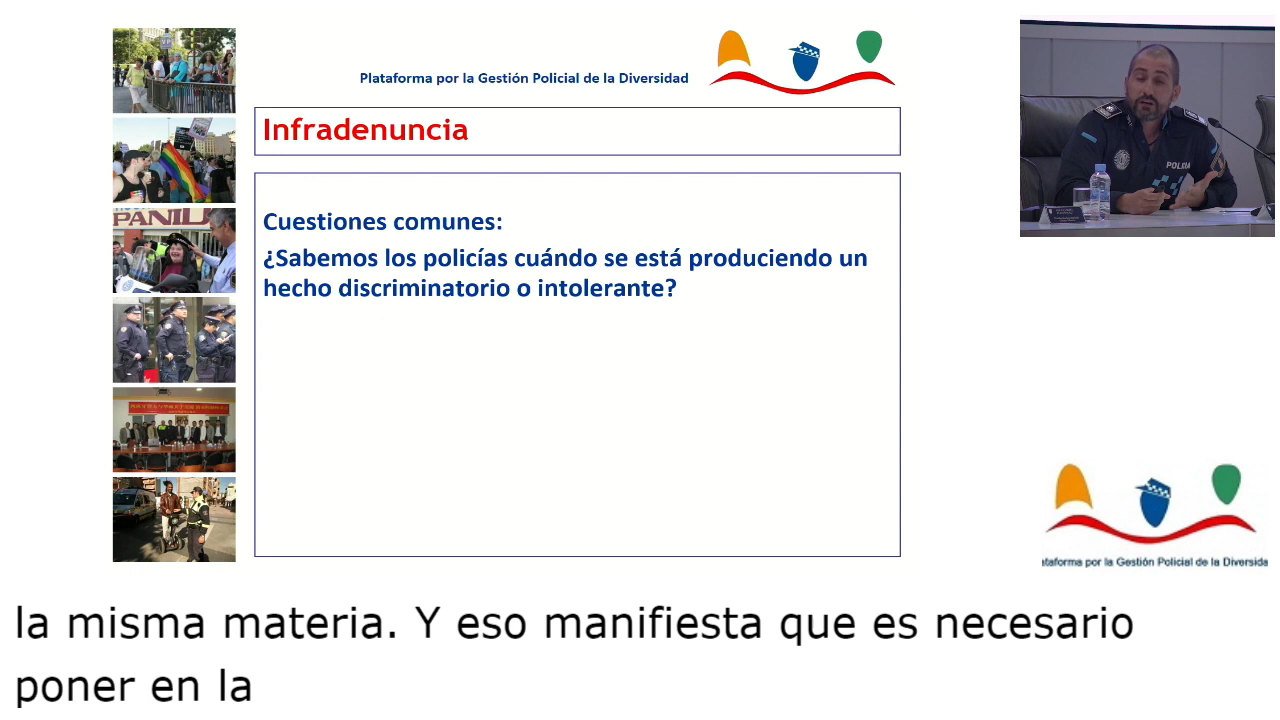 Plataforma por la Gestión Policial de la Diversidad
Infradenuncia
Cuestiones comunes:
¿Sabemos los policías cuándo se está produciendo un
hecho discriminatorio o intolerante?
PANIL
POLICÍA
ataforma por la Gestión Policial de la Diversida
la misma materia. Y eso manifiesta que es necesario
poner en la